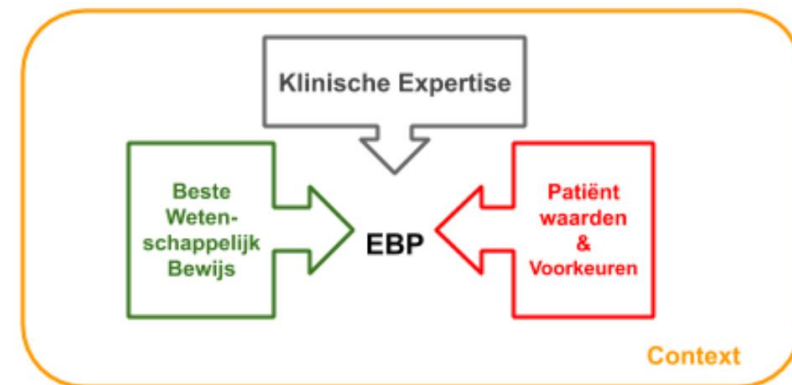 Klinische Expertise
Beste
Weten-
schappelijk
Bewijs
EBP
Patiënt
waarden
&
Voorkeuren
Context